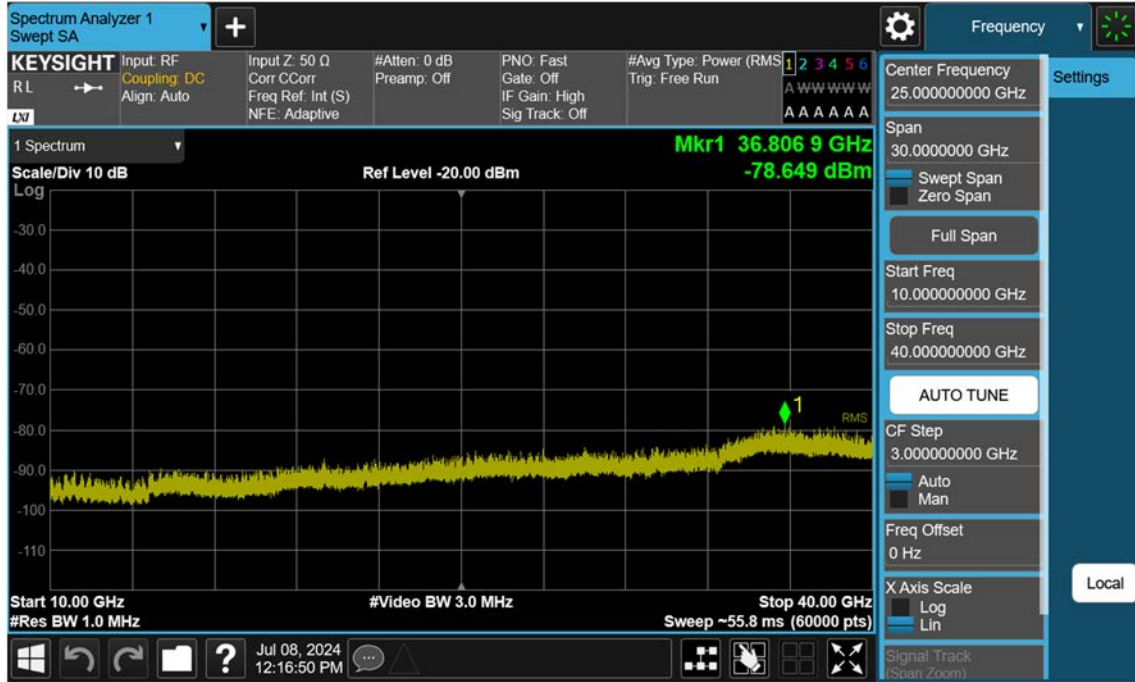 Spectrum Analyzer 1
Swept SA
Frequency
KEYSIGHT
R L
LXI
Input: RF
Coupling: DC
Align: Auto
Input Z: 50 Ω
Corr CCorr
Freq Ref: Int (S)
NFE: Adaptive
#Atten: 0 dB
Preamp: Off
PNO: Fast
Gate: Off
IF Gain: High
Sig Track: Off
#Avg Type: Power (RMS
Trig: Free Run
1 2 3 4 5 6
A W W W W W
A A A A A A
1 Spectrum
Scale/Div 10 dB
Ref Level -20.00 dBm
Mkr1 36.806 9 GHz
-78.649 dBm
Log
-30.0
-40.0
-50.0
-60.0
-70.0
-80.0
-90.0
-100
-110
1
RMS
Start 10.00 GHz
#Res BW 1.0 MHz
#Video BW 3.0 MHz
Stop 40.00 GHz
Sweep ~55.8 ms (60000 pts)
Center Frequency
25.000000000 GHz
Span
30.0000000 GHz
Swept Span
Zero Span
Full Span
Start Freq
10.000000000 GHz
Stop Freq
40.000000000 GHz
AUTO TUNE
CF Step
3.000000000 GHz
Auto
Man
Freq Offset
0 Hz
X Axis Scale
Log
Lin
Signal Track
(Span Zoom)
Settings
Local
?
Jul 08, 2024
12:16:50 PM